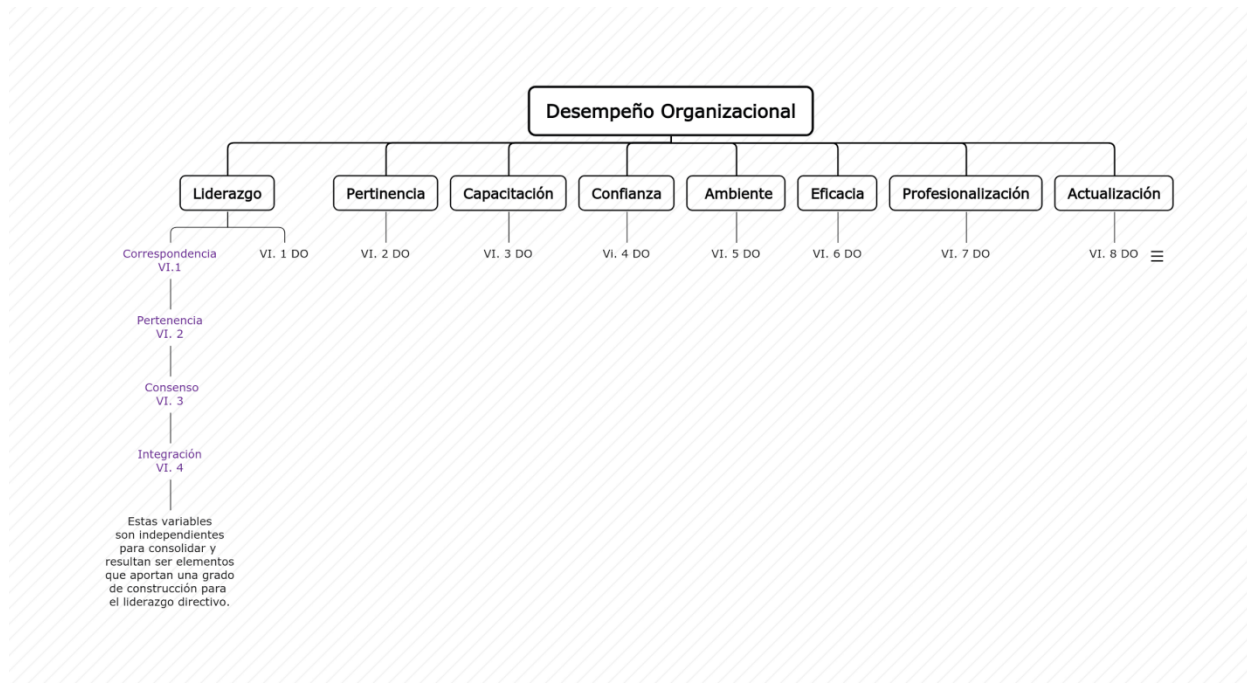 Desempeño Organizacional
Liderazgo
Pertinencia
Capacitación
Confianza
Ambiente
Eficacia
Profesionalización
Actualización
Correspondencia
VI.1
VI. 1 DO
VI. 2 DO
VI. 3 DO
Vi. 4 DO
VI. 5 DO
VI. 6 DO
VI. 7 DO
VI. 8 DO
Pertenencia
VI. 2
Consenso
VI. 3
Integración
VI. 4
Estas variables
son independientes
para consolidar y
resultan ser elementos
que aportan una grado
de construcción para
el liderazgo directivo.